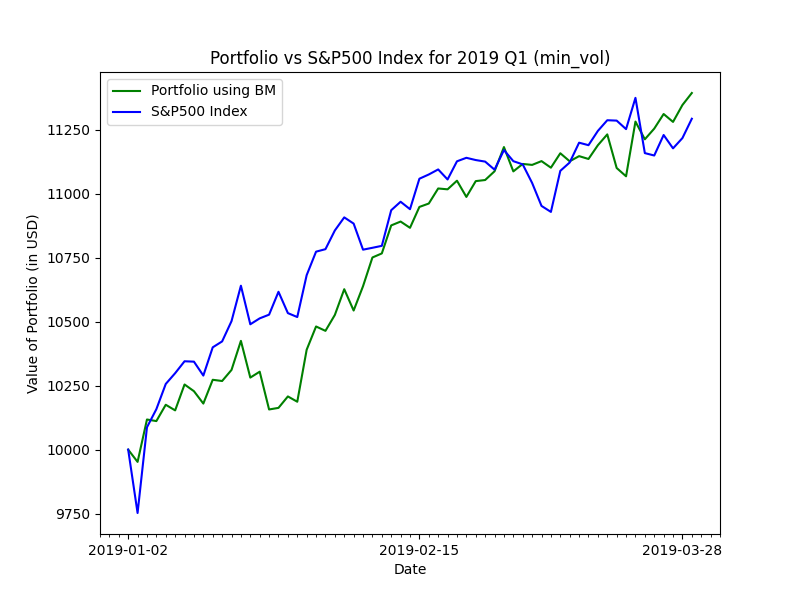 Portfolio vs S&P500 Index for 2019 Q1 (min_vol)
Portfolio using BM
S&P500 Index
Value of Portfolio (in USD)
11250
11000
10750
10500
10250
10000
9750
2019-01-02
2019-02-15
2019-03-28
Date